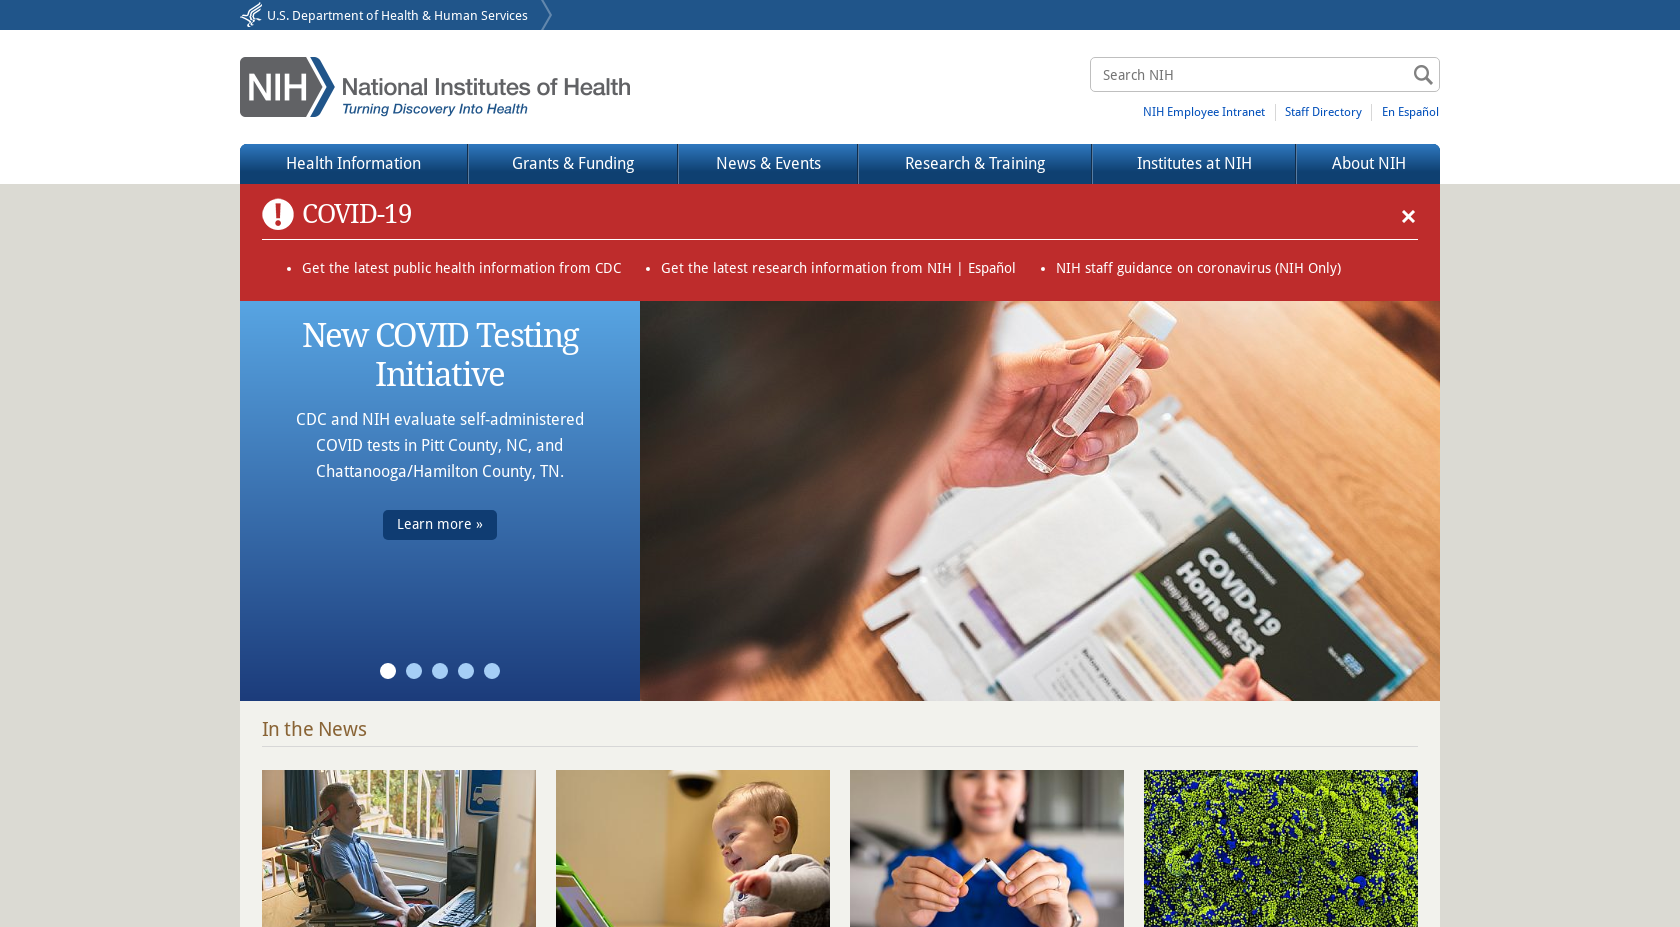 U.S. Department of Health & Human Services
NIH National Institutes of Health
Turning Discovery Into Health
Search NIH
NIH Employee Intranet
Staff Directory
En Español
Health Information
Grants & Funding
News & Events
Research & Training
Institutes at NIH
About NIH
! COVID-19
×
• Get the latest public health information from CDC
• Get the latest research information from NIH | Español
• NIH staff guidance on coronavirus (NIH Only)
New COVID Testing
Initiative
CDC and NIH evaluate self-administered
COVID tests in Pitt County, NC, and
Chattanooga/Hamilton County, TN.
Learn more »
COVID-19
Home test
Step-by-step guide
In the News